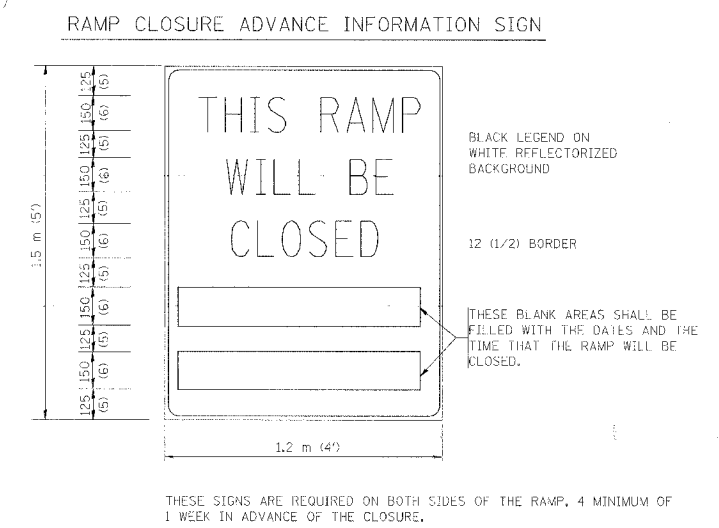 RAMP CLOSURE ADVANCE INFORMATION SIGN
125 (5)
150 (6)
125 (5)
150 (6)
125 (5)
150 (6)
125 (5)
150 (6)
125 (5)
150 (6)
125 (5)
1.5 m (5')
THIS RAMP
WILL BE
CLOSED
BLACK LEGEND ON
WHITE REFLECTORIZED
BACKGROUND
12 (1/2) BORDER
THESE BLANK AREAS SHALL BE
FILLED WITH THE DATES AND THE
TIME THAT THE RAMP WILL BE
CLOSED.
1.2 m (4')
THESE SIGNS ARE REQUIRED ON BOTH SIDES OF THE RAMP, 4 MINIMUM OF
1 WEEK IN ADVANCE OF THE CLOSURE.